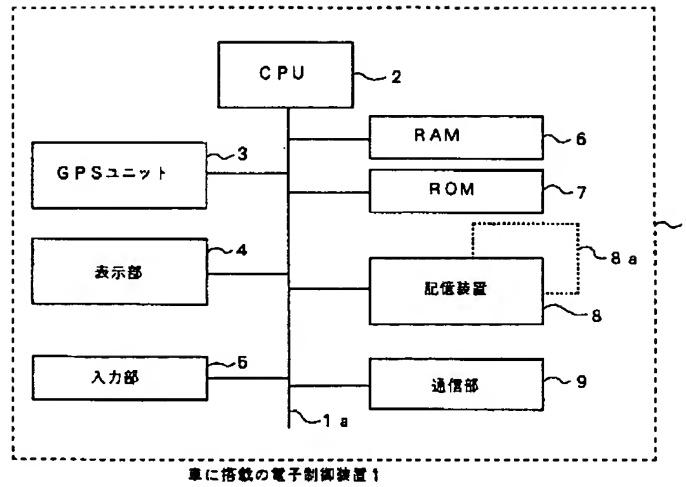 CPU
2
RAM
6
3
GPSユニット
ROM
7
4
表示部
8a
記憶装置
8
5
入力部
通信部
9
1a
車に搭載の電子制御装置1